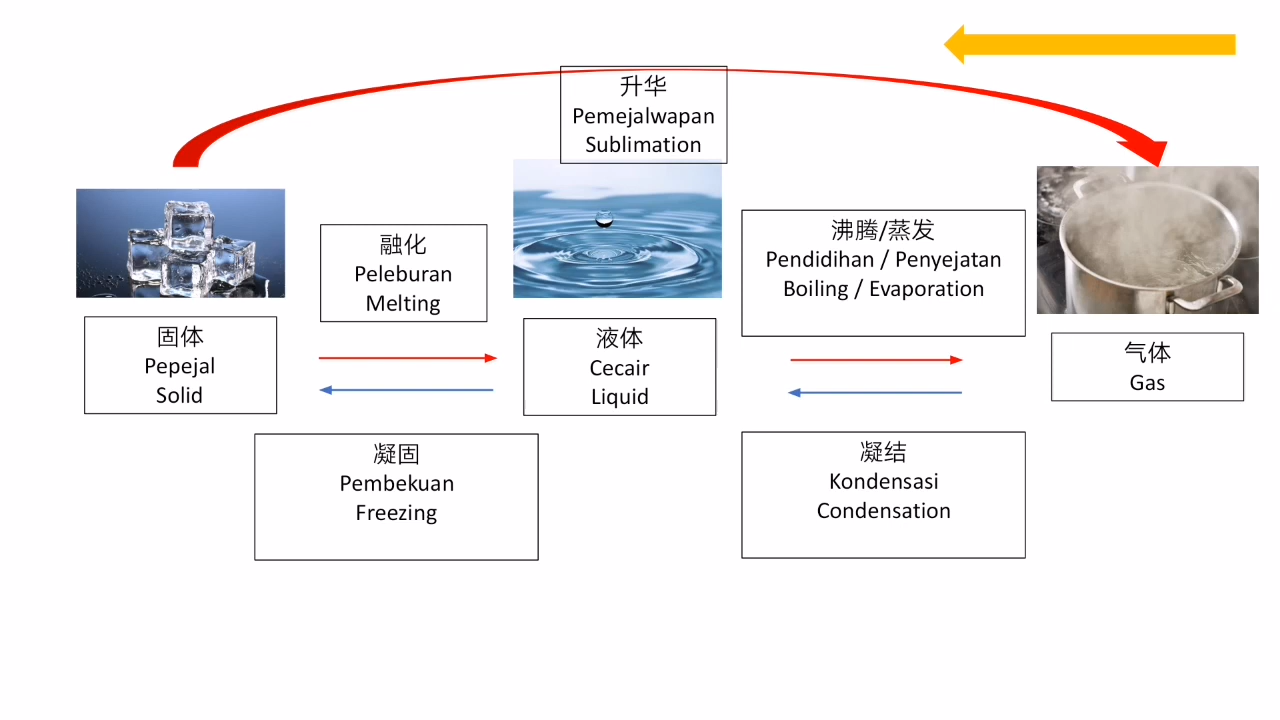 升华
Pemejalwapan
Sublimation
融化
Peleburan
Melting
沸腾/蒸发
Pendidihan / Penyejatan
Boiling / Evaporation
固体
Pepejal
Solid
液体
Cecair
Liquid
气体
Gas
凝固
Pembekuan
Freezing
凝结
Kondensasi
Condensation